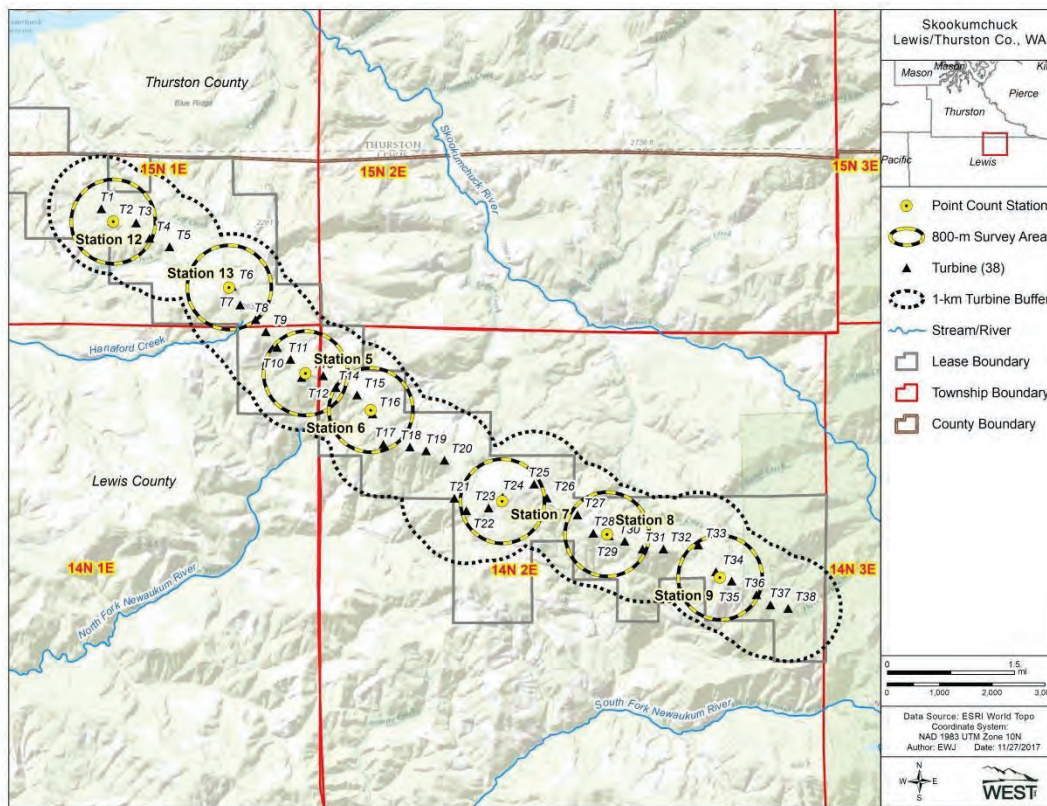 Skookumchuck
Lewis/Thurston Co., WA
Mason
Mason
Pierce
Thurston
Pacific
Lewis
Point Count Station
800-m Survey Area
Turbine (38)
1-km Turbine Buffer
Stream/River
Lease Boundary
Township Boundary
County Boundary
0 1.5
mi
0 1,000 2,000 3,00
Data Source: ESRI World Topo
Coordinate System:
NAD 1983 UTM Zone 10N
Author: EWJ Date: 11/27/2017
N
W E
S
WEST
Thurston County
Blue Ridge
THURSTON
LEWIS
2736 ft
15N 1E
15N 2E
15N 3E
Skookumchuck River
T1
T2
T3
T4
T5
Station 12
Station 13
T6
T7
T8
T9
Hanaford Creek
T10
T11
Station 5
T12
T14
T15
T16
Station 6
T17
T18
T19
T20
Lewis County
T21
T22
T23
T24
T25
T26
Station 7
T27
T28
Station 8
T29
T30
T31
T32
T33
T34
T35
T36
T37
T38
Station 9
14N 1E
14N 2E
14N 3E
North Fork Newaukum River
South Fork Newaukum River